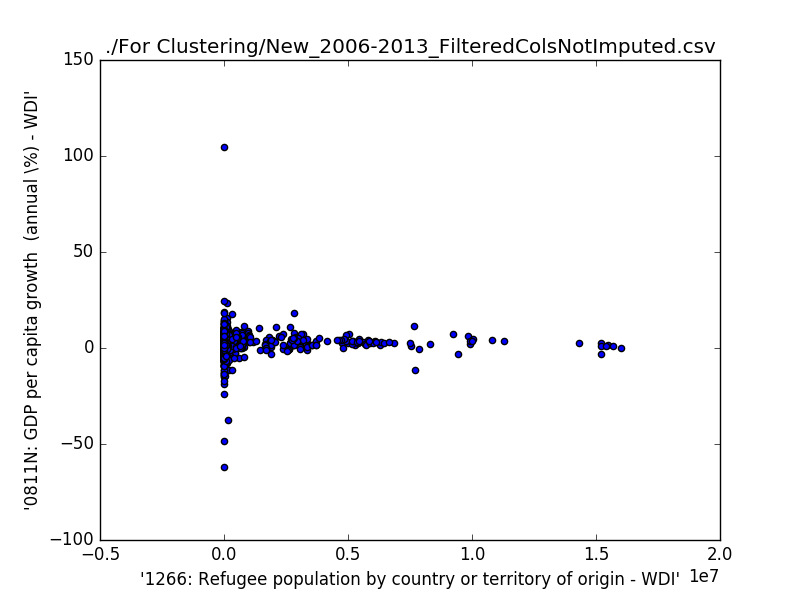 ./For Clustering/New_2006-2013_FilteredColsNotImputed.csv
150
100
50
0
−50
−100
'0811N: GDP per capita growth  (annual \%) - WDI'
−0.5 0.0 0.5 1.0 1.5 2.0
1e7
'1266: Refugee population by country or territory of origin - WDI'